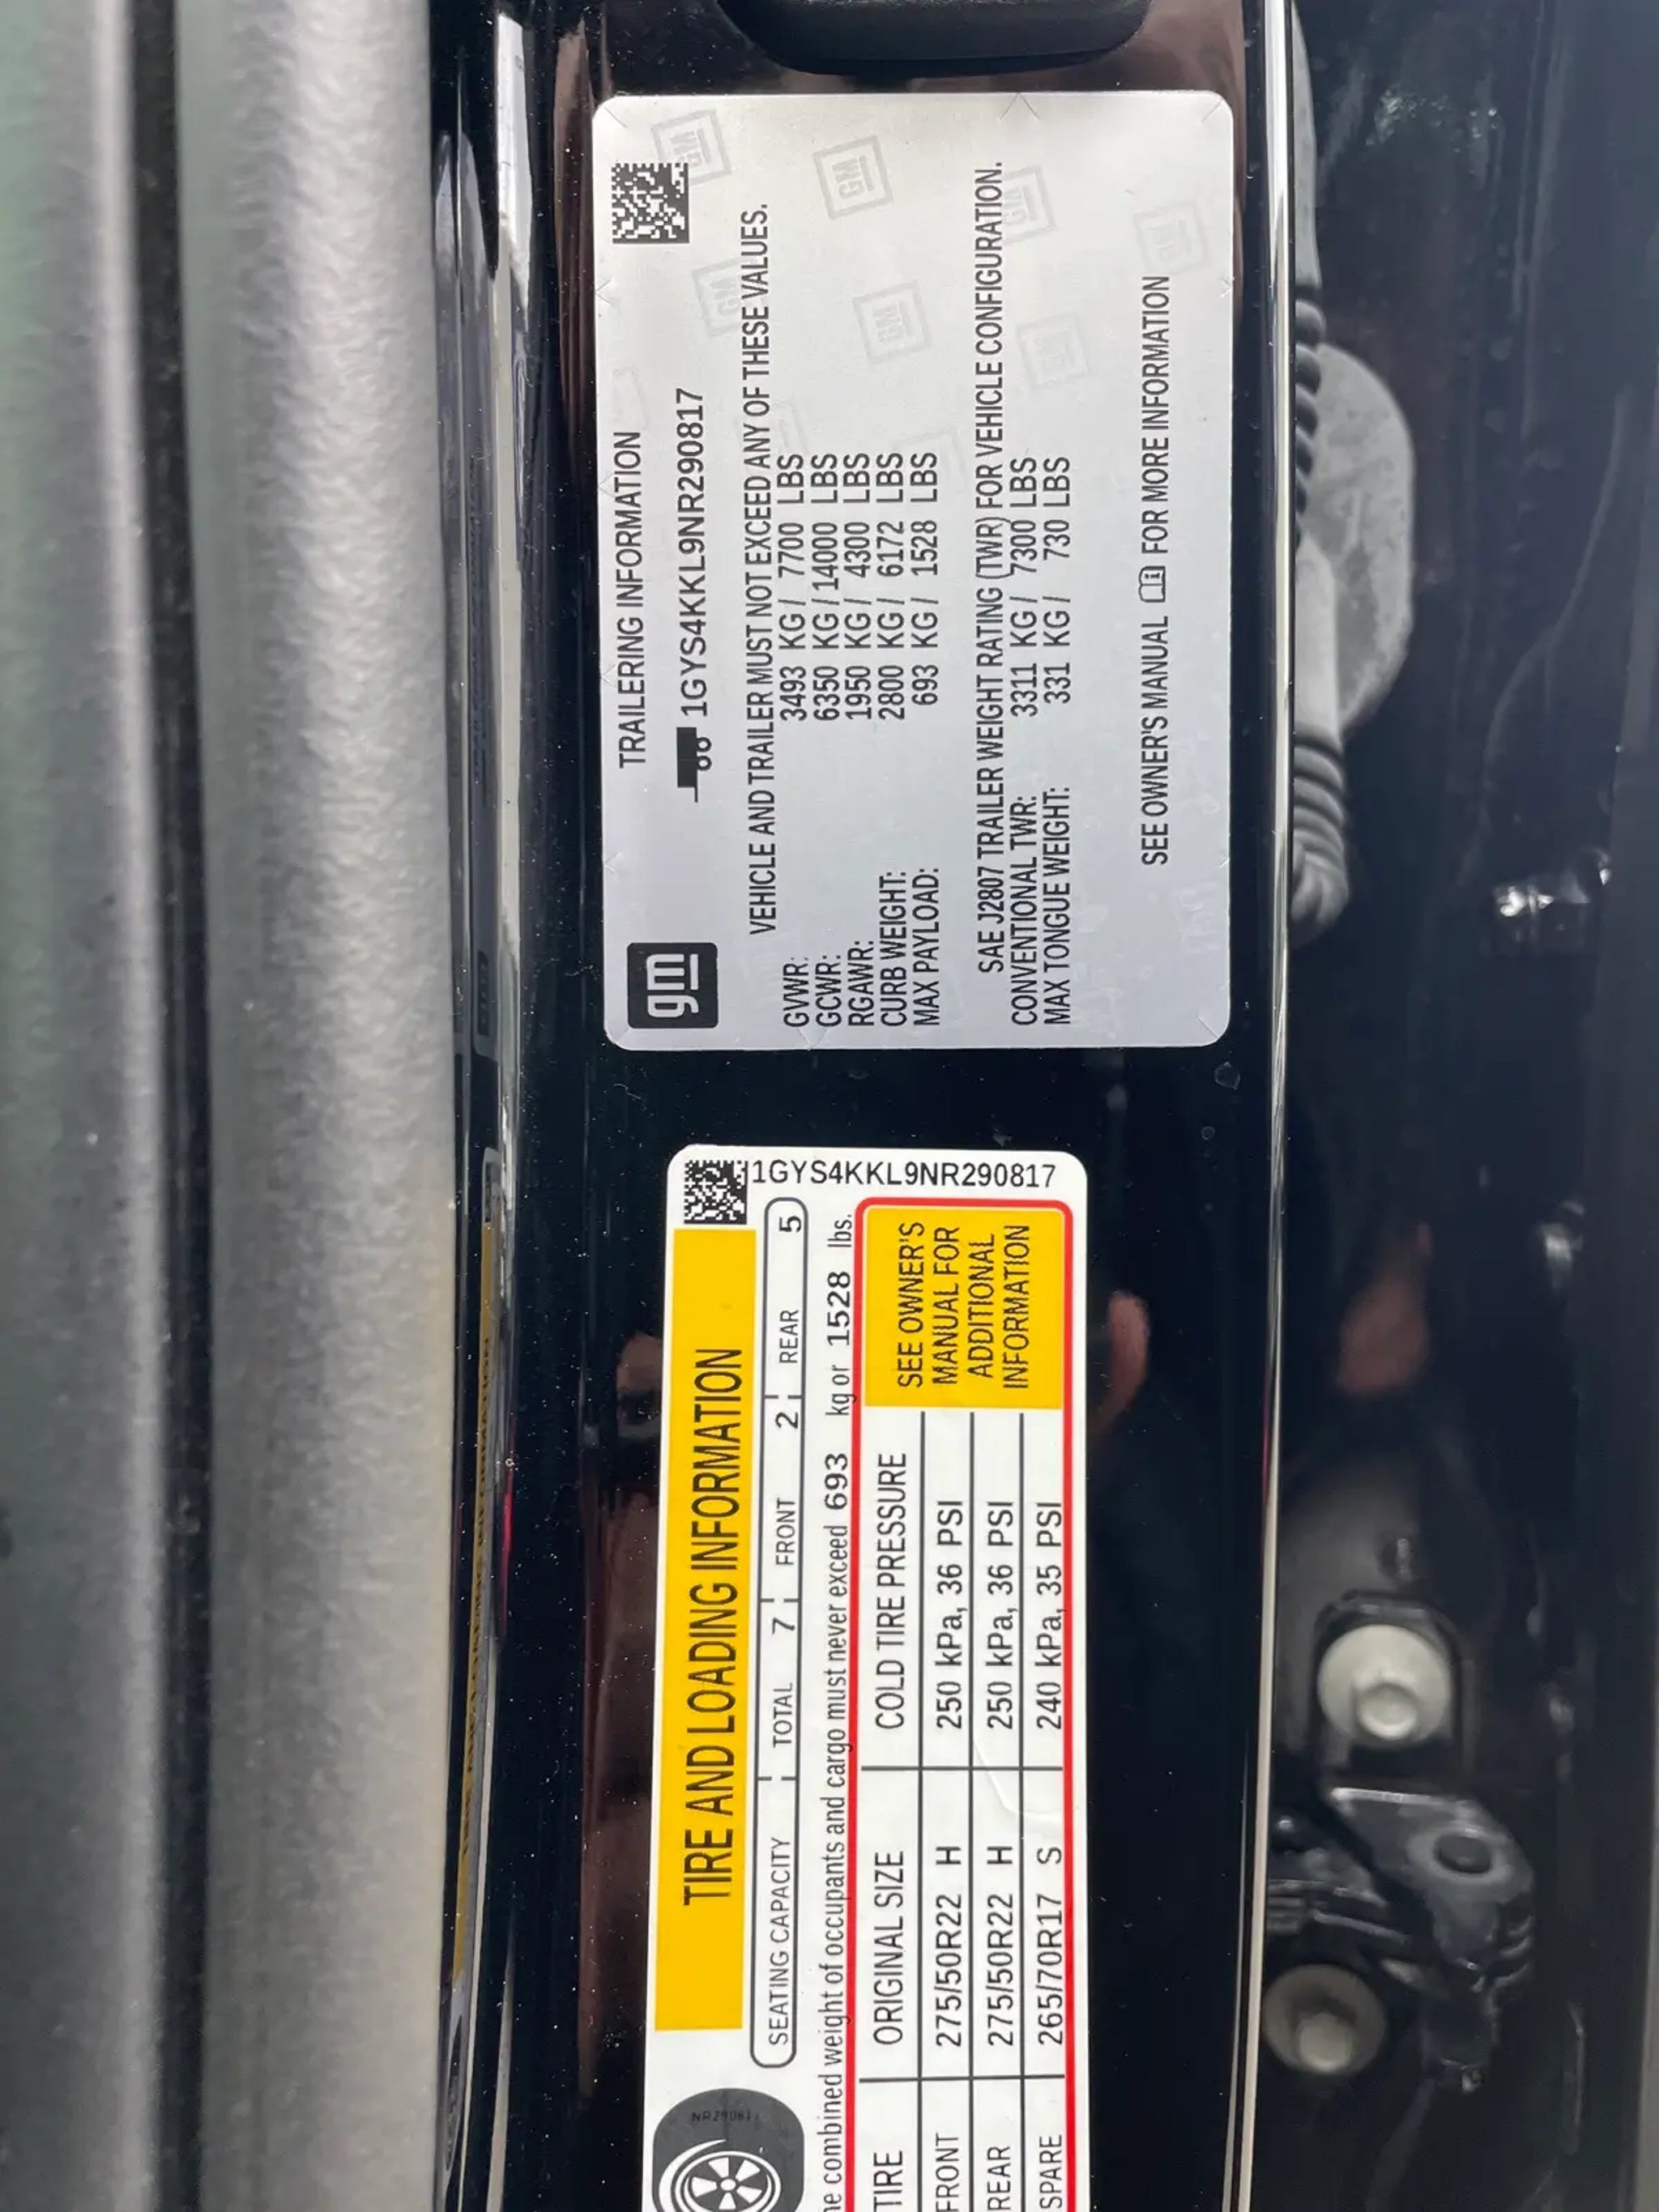 gm
TRAILERING INFORMATION
1GYS4KKL9NR290817
VEHICLE AND TRAILER MUST NOT EXCEED ANY OF THESE VALUES.
GVWR: 3493 KG / 7700 LBS
GCWR: 6350 KG / 14000 LBS
RGAWR: 1950 KG / 4300 LBS
CURB WEIGHT: 2800 KG / 6172 LBS
MAX PAYLOAD: 693 KG / 1528 LBS
SAE J2807 TRAILER WEIGHT RATING (TWR) FOR VEHICLE CONFIGURATION.
CONVENTIONAL TWR: 3311 KG / 7300 LBS
MAX TONGUE WEIGHT: 331 KG / 730 LBS
SEE OWNER'S MANUAL FOR MORE INFORMATION
NR290817
TIRE AND LOADING INFORMATION
SEATING CAPACITY TOTAL 7 FRONT 2 REAR 5
combined weight of occupants and cargo must never exceed 693 kg or 1528 lbs.
TIRE ORIGINAL SIZE COLD TIRE PRESSURE
FRONT 275/50R22 H 250 kPa, 36 PSI
REAR 275/50R22 H 250 kPa, 36 PSI
SPARE 265/70R17 S 240 kPa, 35 PSI
SEE OWNER'S
MANUAL FOR
ADDITIONAL
INFORMATION
1GYS4KKL9NR290817